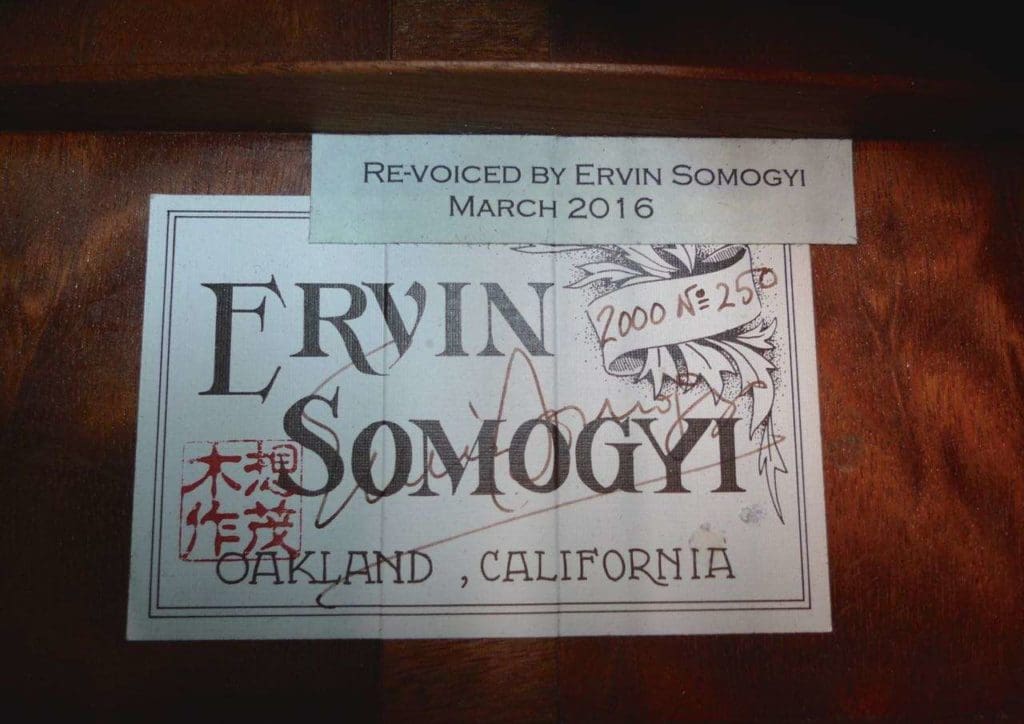 RE-VOICED BY ERVIN SOMOGYI
MARCH 2016
2000 Nº 250
ERVIN
SOMOGYI
想茂
木作
OAKLAND , CALIFORNIA